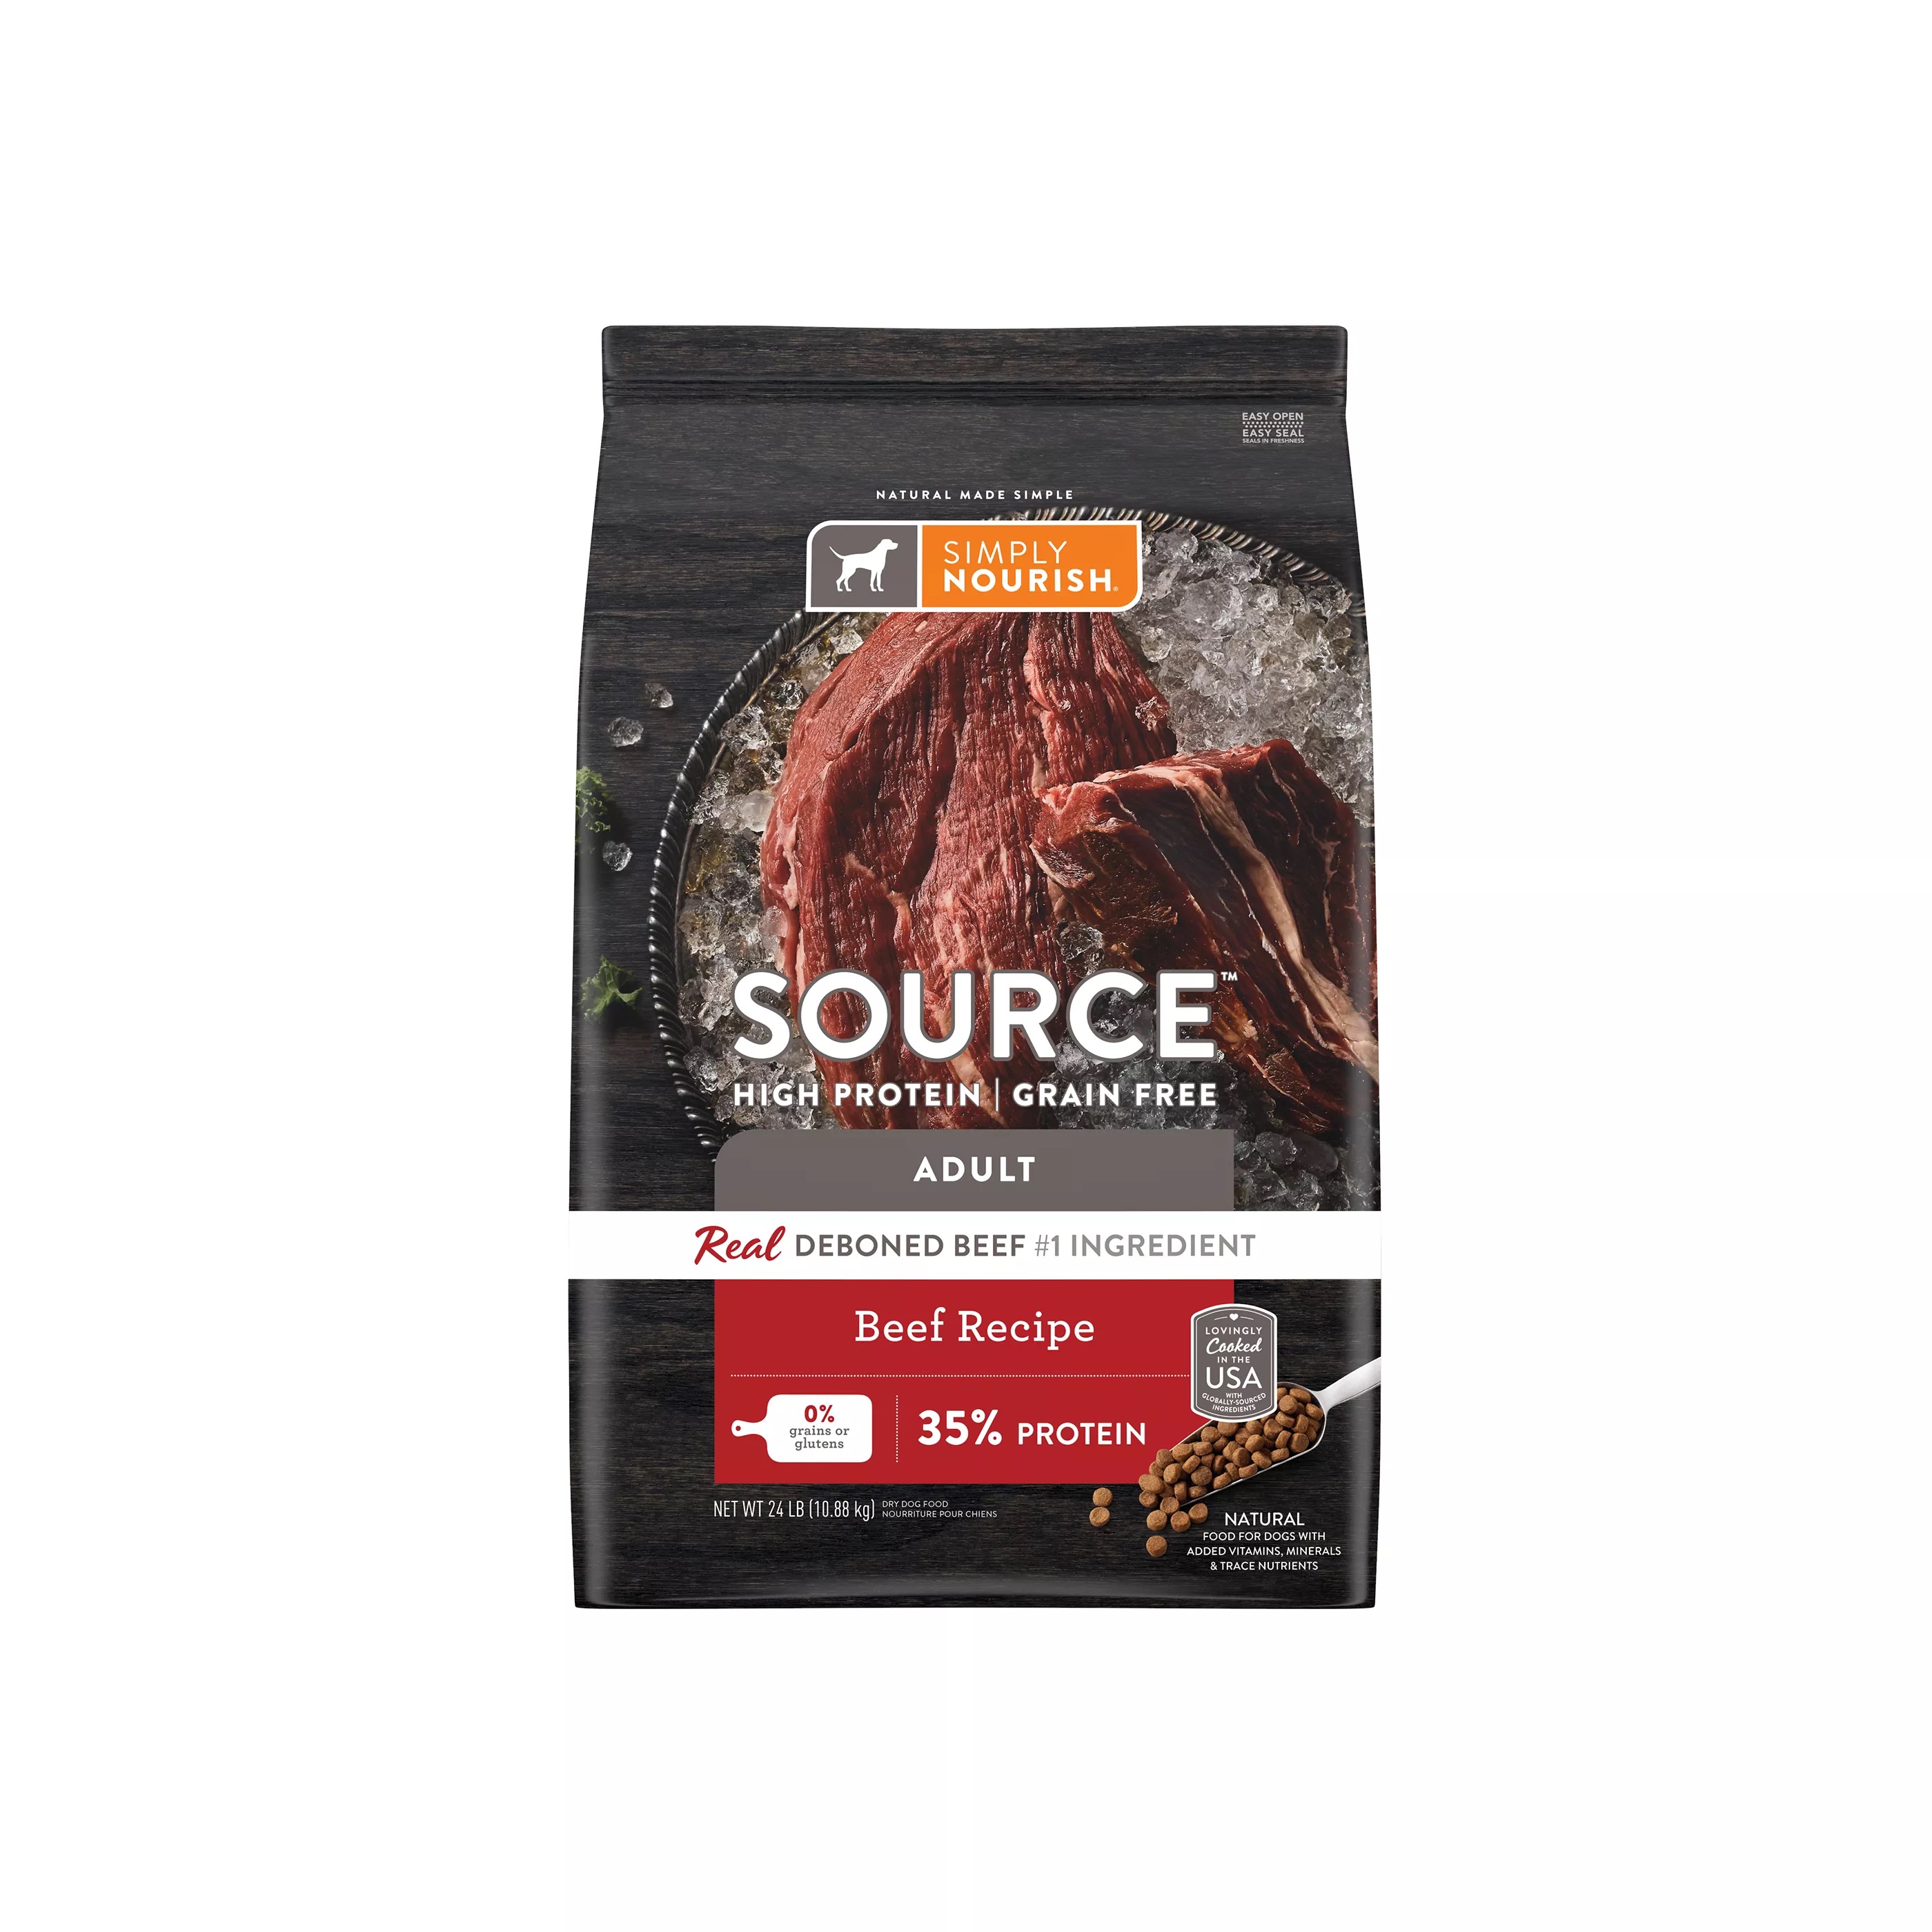 EASY OPEN
EASY SEAL
SEALS IN FRESHNESS
NATURAL MADE SIMPLE
SIMPLY
NOURISH®
SOURCE™
HIGH PROTEIN | GRAIN FREE
ADULT
Real DEBONED BEEF #1 INGREDIENT
Beef Recipe
LOVINGLY
Cooked
IN THE
USA
WITH
GLOBALLY-SOURCED
INGREDIENTS
0%
grains or
glutens
35% PROTEIN
NET WT 24 LB (10.88 kg)
DRY DOG FOOD
NOURRITURE POUR CHIENS
NATURAL
FOOD FOR DOGS WITH
ADDED VITAMINS, MINERALS
& TRACE NUTRIENTS